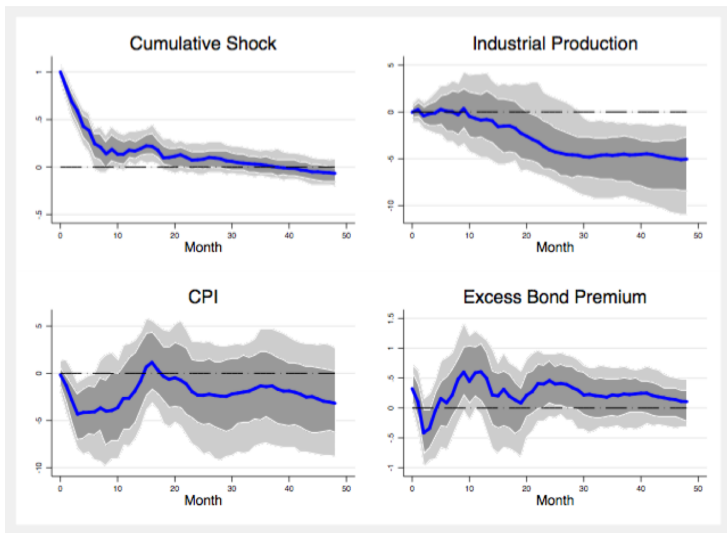 Cumulative Shock
1
.5
0
-.5
0 10 20 30 40 50
Month
Industrial Production
5
0
-5
-10
0 10 20 30 40 50
Month
CPI
5
0
-5
-10
0 10 20 30 40 50
Month
Excess Bond Premium
1.5
1
.5
0
-.5
-1
0 10 20 30 40 50
Month